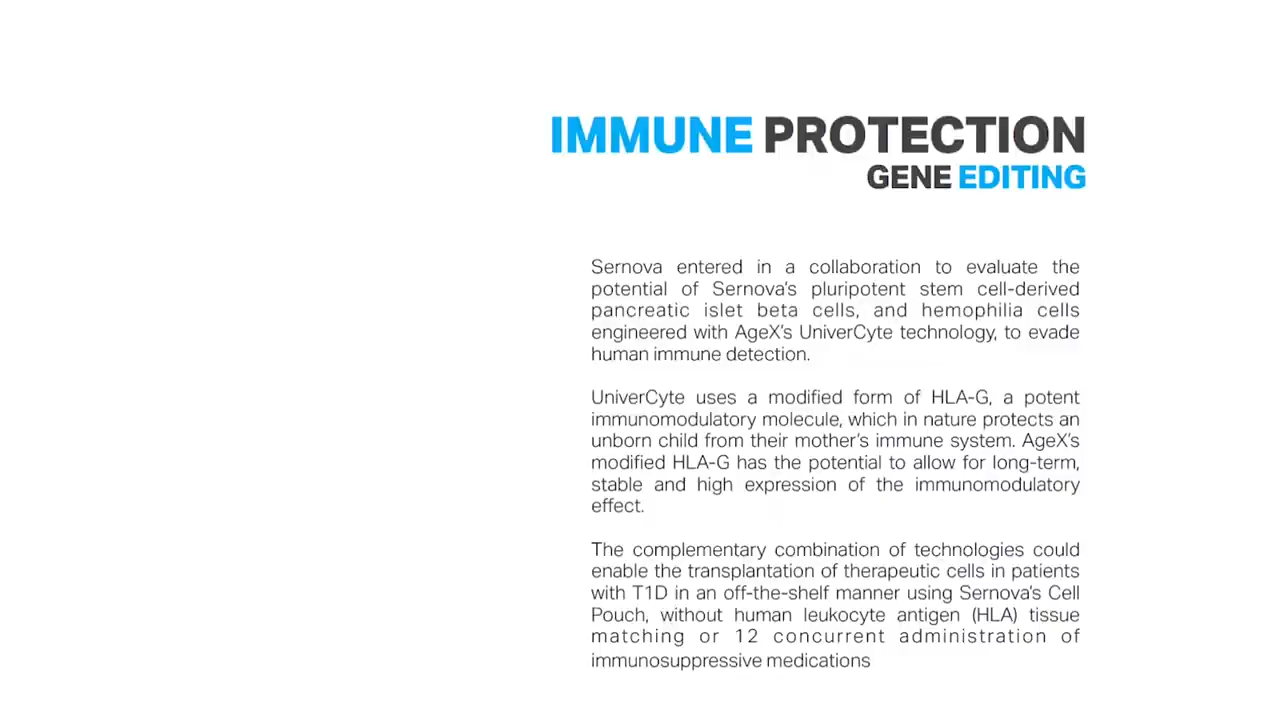 IMMUNE PROTECTION
GENE EDITING
Sernova entered in a collaboration to evaluate the
potential of Sernova's pluripotent stem cell-derived
pancreatic islet beta cells, and hemophilia cells
engineered with AgeX's UniverCyte technology, to evade
human immune detection.
UniverCyte uses a modified form of HLA-G, a potent
immunomodulatory molecule, which in nature protects an
unborn child from their mother's immune system. AgeX's
modified HLA-G has the potential to allow for long-term,
stable and high expression of the immunomodulatory
effect.
The complementary combination of technologies could
enable the transplantation of therapeutic cells in patients
with T1D in an off-the-shelf manner using Sernova's Cell
Pouch, without human leukocyte antigen (HLA) tissue
matching or 12 concurrent administration of
immunosuppressive medications